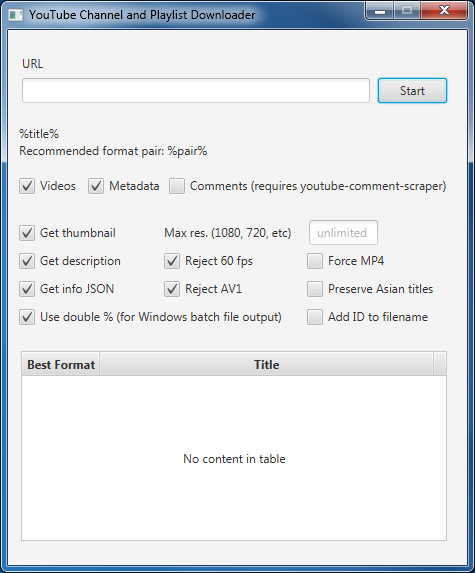 YouTube Channel and Playlist Downloader
URL
Start
%title%
Recommended format pair: %pair%
Videos Metadata Comments (requires youtube-comment-scraper)
Get thumbnail Max res. (1080, 720, etc) unlimited
Get description Reject 60 fps Force MP4
Get info JSON Reject AV1 Preserve Asian titles
Use double % (for Windows batch file output) Add ID to filename
Best Format Title
No content in table